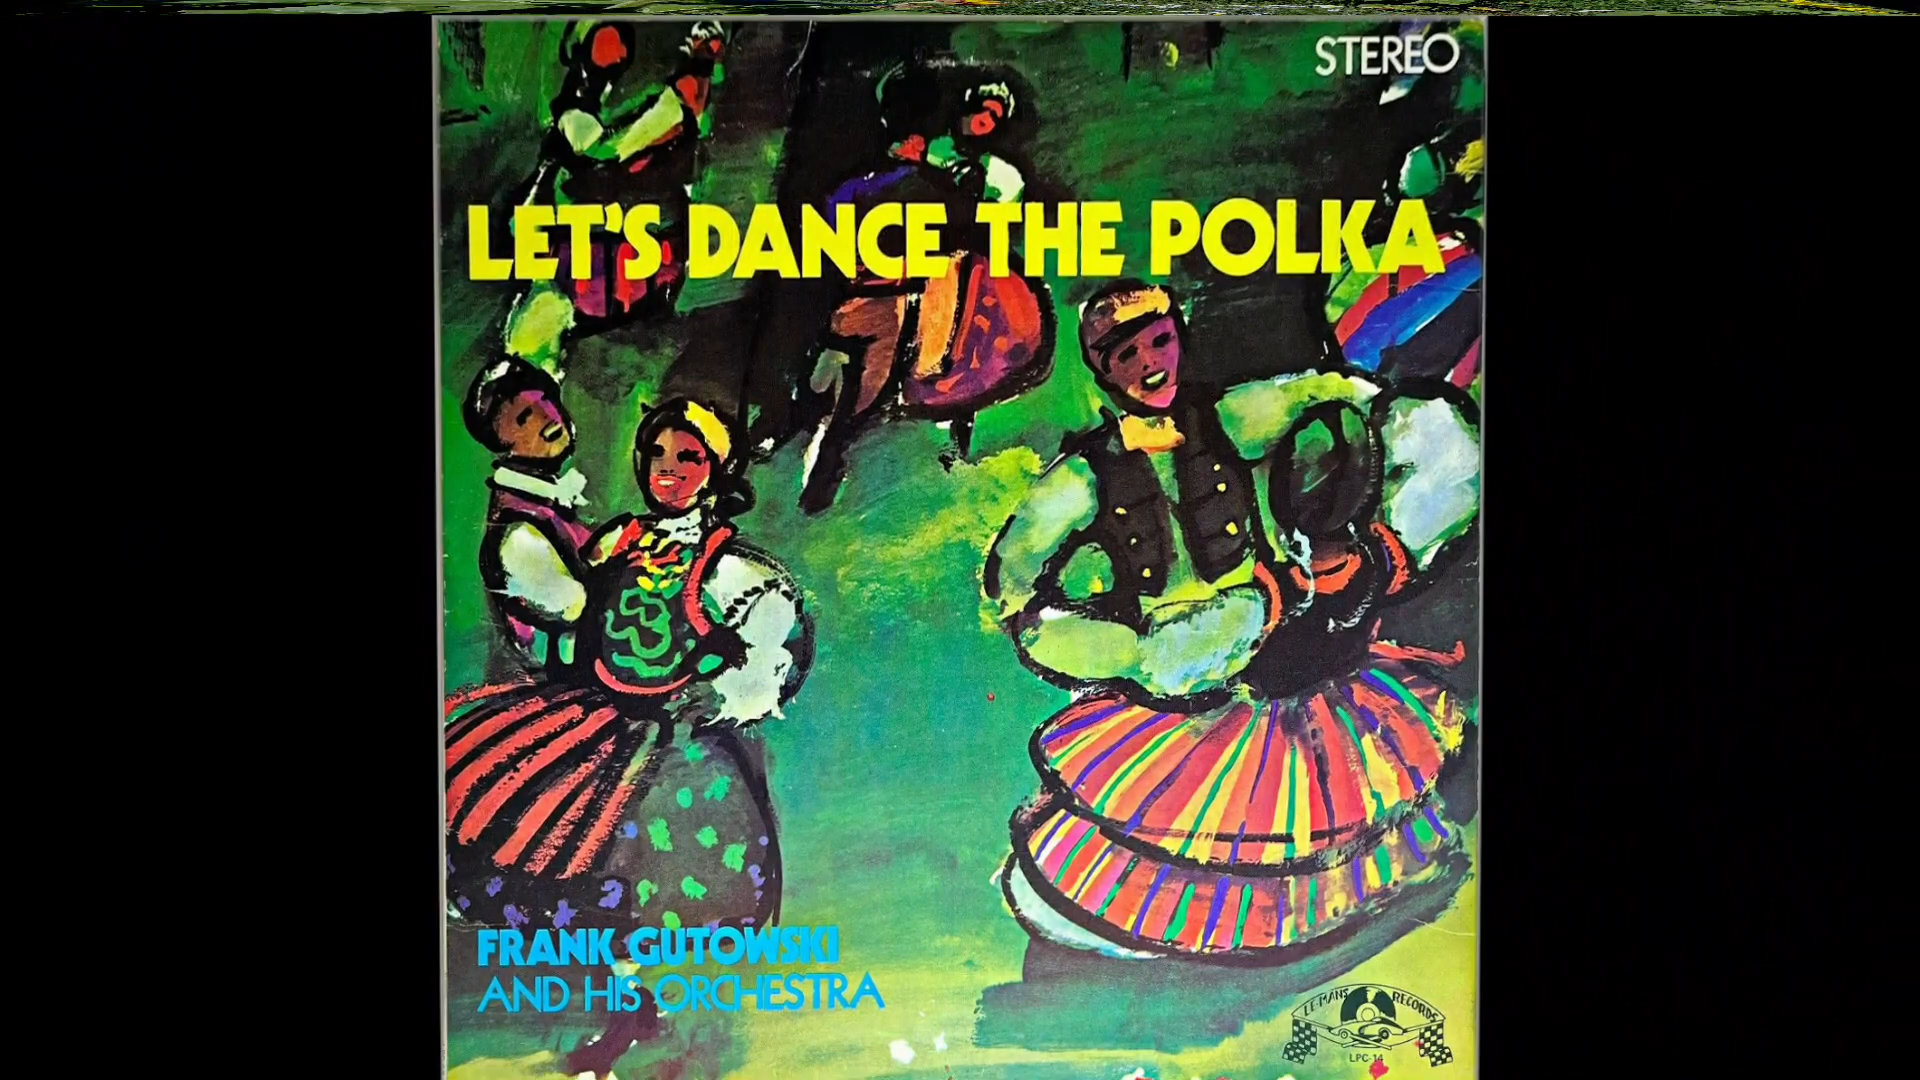 STEREO
LET'S DANCE THE POLKA
FRANK GUTOWSKI
AND HIS ORCHESTRA
LE-MANS RECORDS
LPC-14